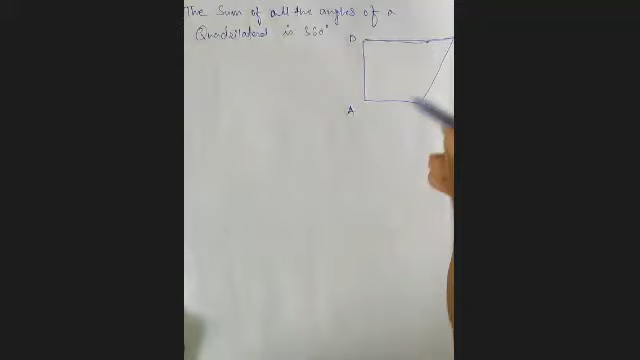 The Sum of all the angles of a
Quadrilateral is 360°
D
A